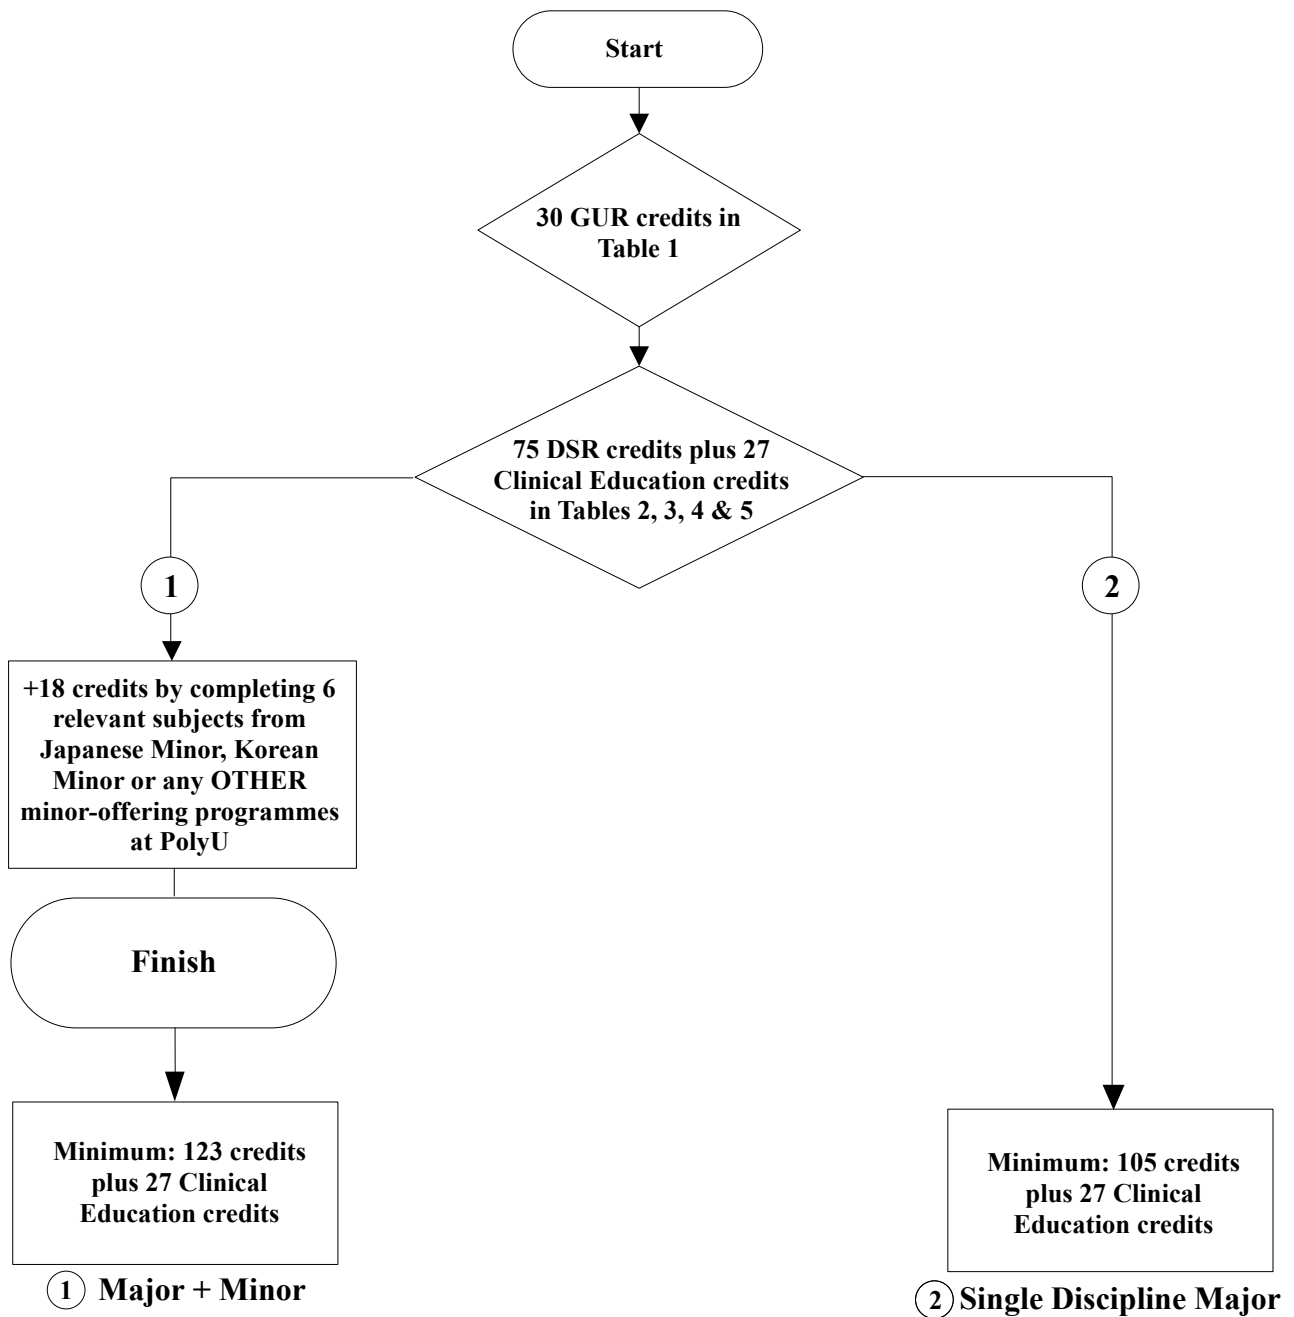 Start
30 GUR credits in
Table 1
75 DSR credits plus 27
Clinical Education credits
in Tables 2, 3, 4 & 5
1
2
+18 credits by completing 6
relevant subjects from
Japanese Minor, Korean
Minor or any OTHER
minor-offering programmes
at PolyU
Finish
Minimum: 123 credits
plus 27 Clinical
Education credits
Minimum: 105 credits
plus 27 Clinical
Education credits
1 Major + Minor
2 Single Discipline Major